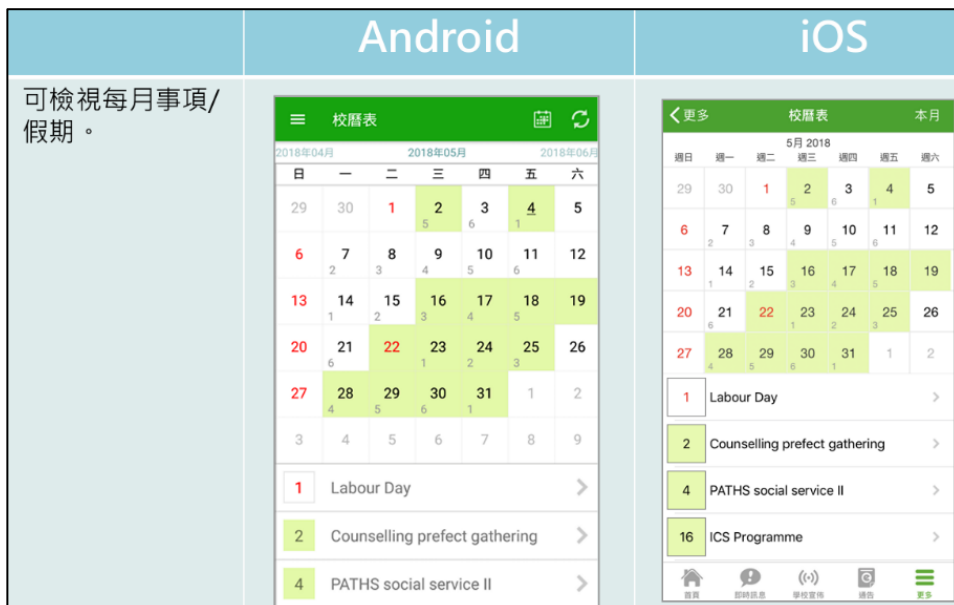 Android
iOS
可檢視每月事項/
假期。
校曆表
2018年04月 2018年05月 2018年06月
日 一 二 三 四 五 六
29 30 1 2 3 4 5
5 6 1
6 7 8 9 10 11 12
2 3 4 5 6
13 14 15 16 17 18 19
1 2 3 4 5
20 21 22 23 24 25 26
6 1 2 3
27 28 29 30 31 1 2
4 5 6 1
3 4 5 6 7 8 9
1 Labour Day
2 Counselling prefect gathering
4 PATHS social service II
更多 校曆表 本月
5月 2018
週日 週一 週二 週三 週四 週五 週六
29 30 1 2 3 4 5
5 6 1
6 7 8 9 10 11 12
2 3 4 5 6
13 14 15 16 17 18 19
1 2 3 4 5
20 21 22 23 24 25 26
6 1 2 3
27 28 29 30 31 1 2
4 5 6 1
1 Labour Day
2 Counselling prefect gathering
4 PATHS social service II
16 ICS Programme
首頁 即時訊息 學校宣佈 通告 更多